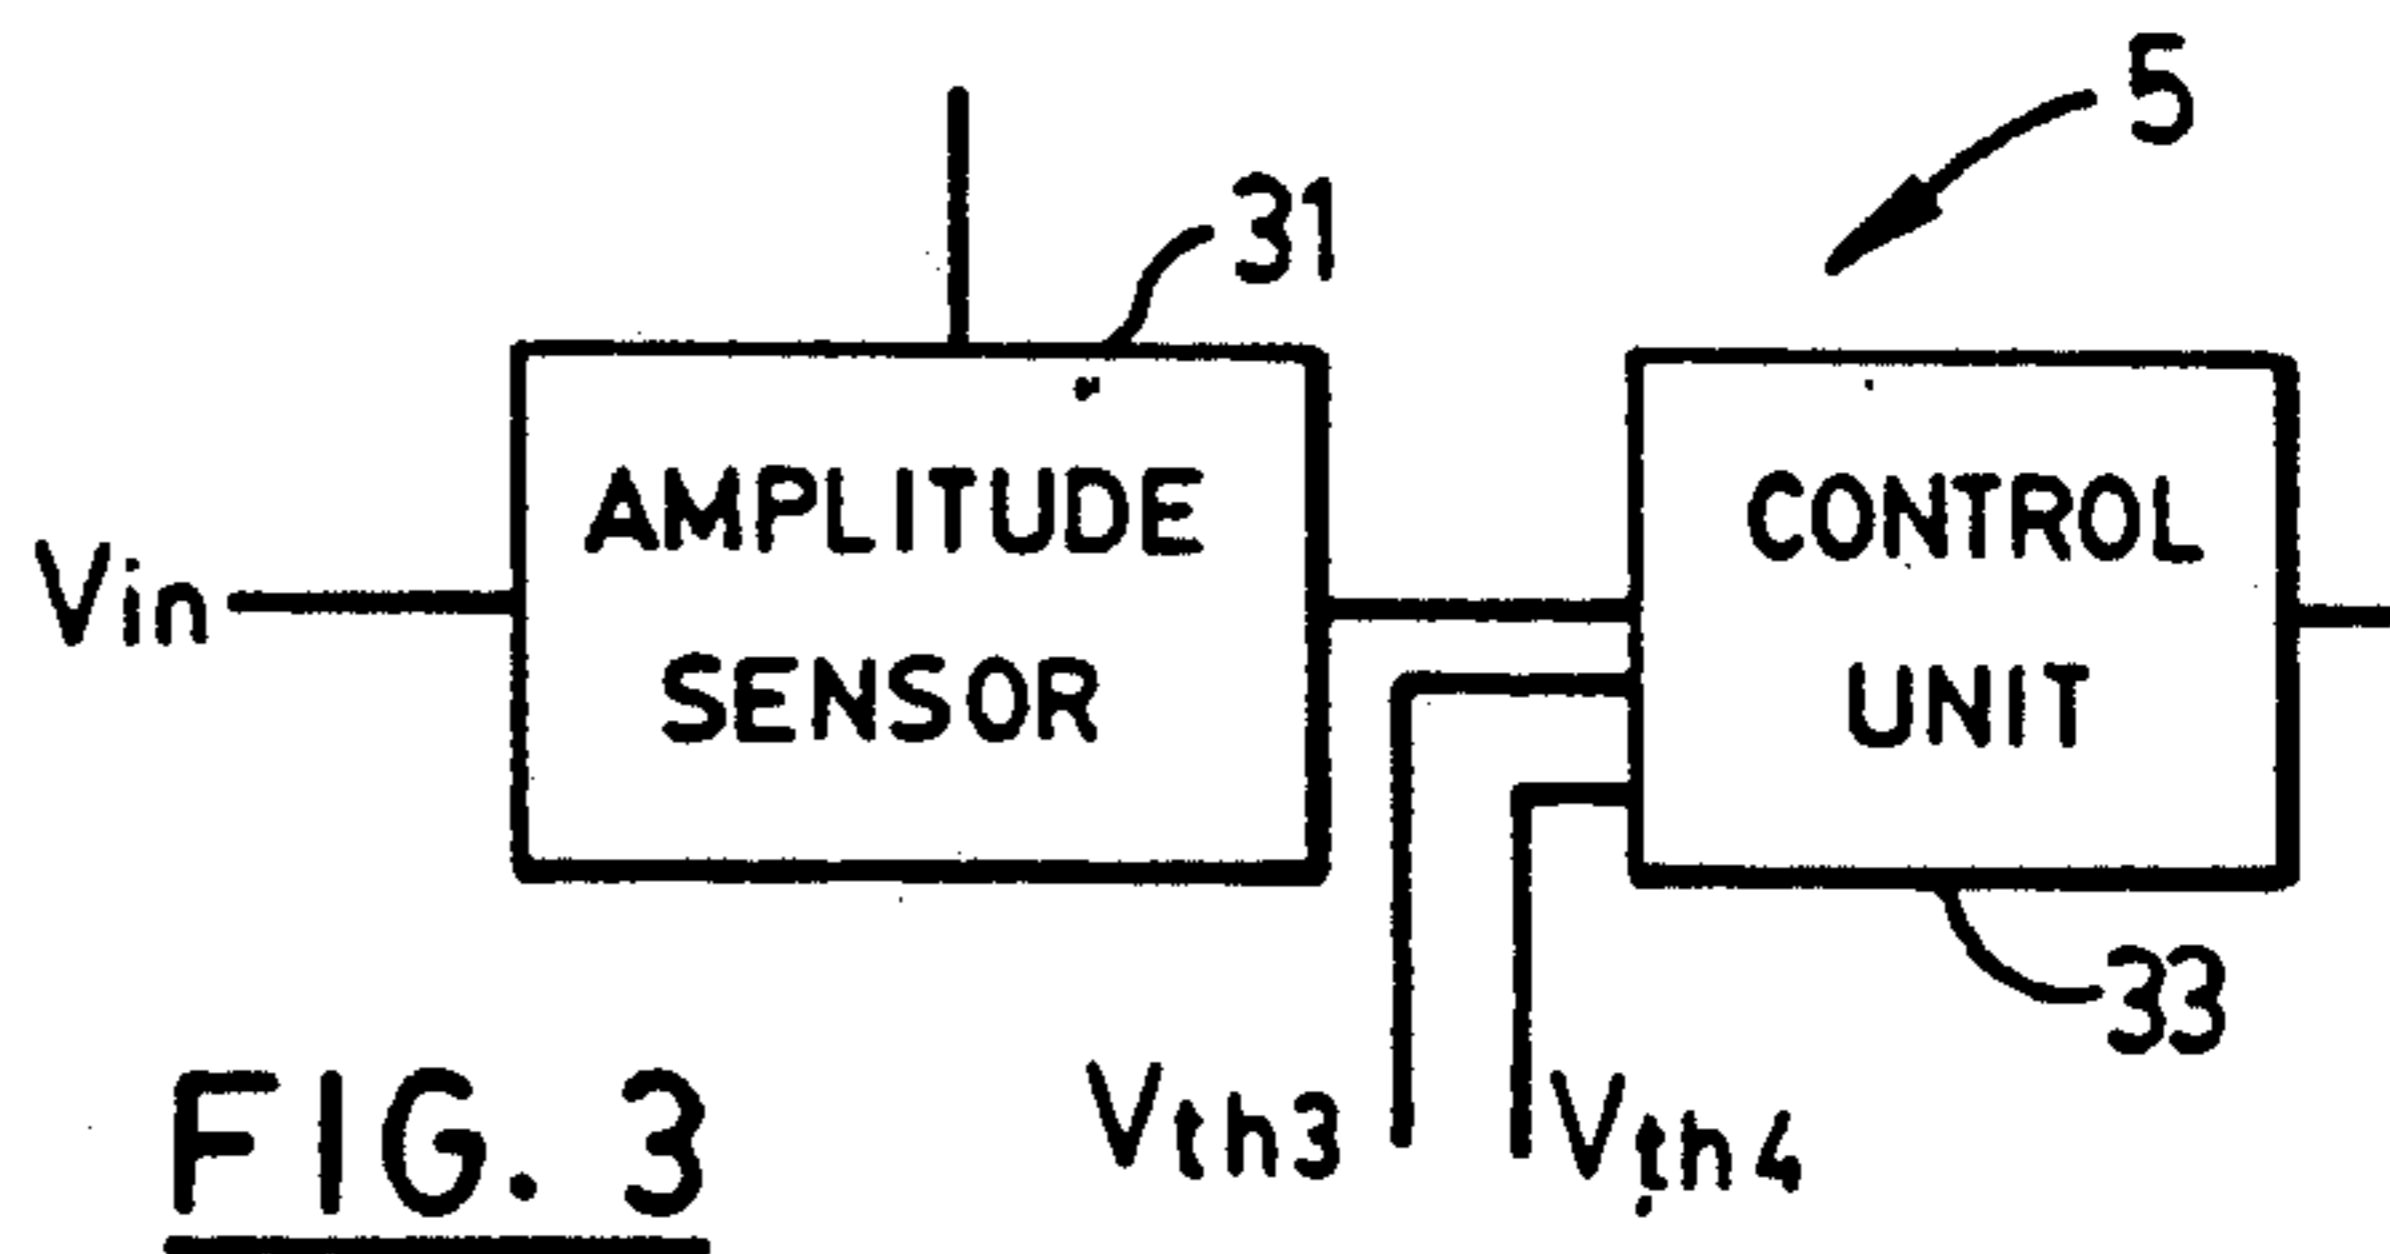 5
31
AMPLITUDE
SENSOR
CONTROL
UNIT
Vin
33
Vth3
Vth4
FIG. 3